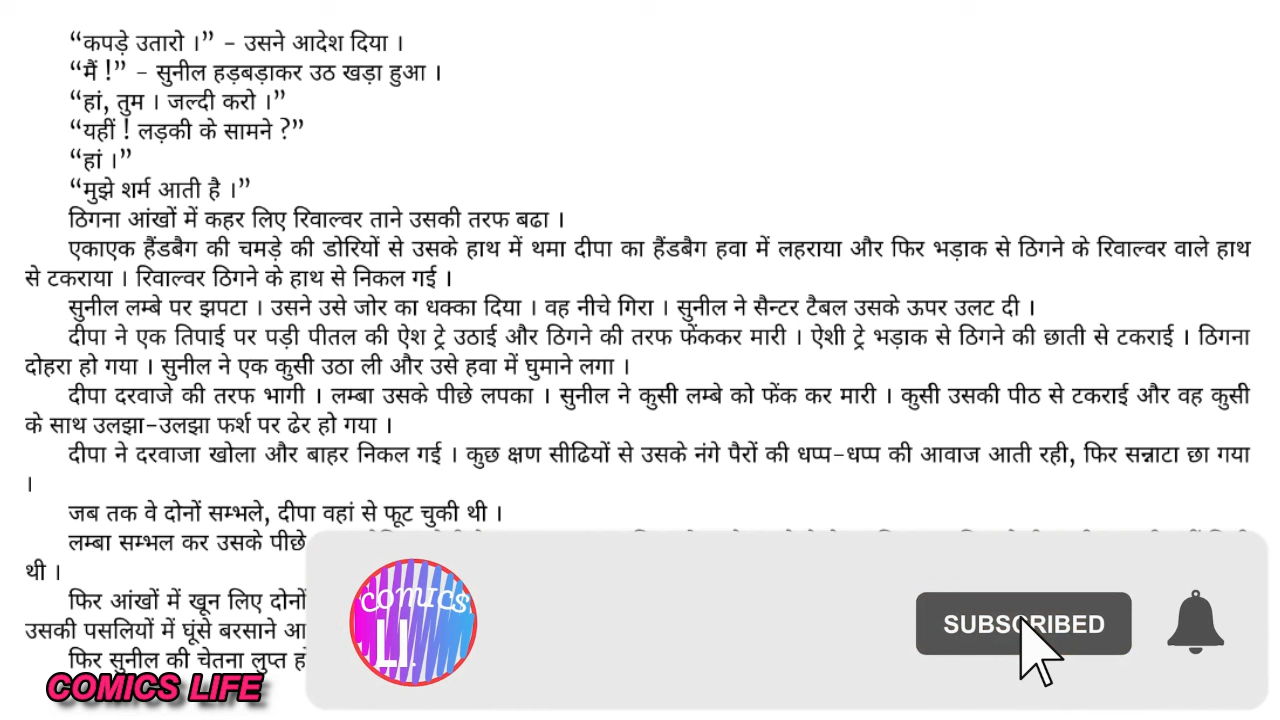 “कपड़े उतारो ।” - उसने आदेश दिया ।
“मैं !” - सुनील हड़बड़ाकर उठ खड़ा हुआ ।
“हां, तुम । जल्दी करो ।”
“यहीं ! लड़की के सामने ?”
“हां ।”
“मुझे शर्म आती है ।”
ठिगना आंखों में कहर लिए रिवाल्वर ताने उसकी तरफ बढा ।
एकाएक हैंडबैग की चमड़े की डोरियों से उसके हाथ में थमा दीपा का हैंडबैग हवा में लहराया और फिर भड़ाक से ठिगने के रिवाल्वर वाले हाथ
से टकराया । रिवाल्वर ठिगने के हाथ से निकल गई ।
सुनील लम्बे पर झपटा । उसने उसे जोर का धक्का दिया । वह नीचे गिरा । सुनील ने सैन्टर टैबल उसके ऊपर उलट दी ।
दीपा ने एक तिपाई पर पड़ी पीतल की ऐश ट्रे उठाई और ठिगने की तरफ फेंककर मारी । ऐशी ट्रे भड़ाक से ठिगने की छाती से टकराई । ठिगना
दोहरा हो गया । सुनील ने एक कुर्सी उठा ली और उसे हवा में घुमाने लगा ।
दीपा दरवाजे की तरफ भागी । लम्बा उसके पीछे लपका । सुनील ने कुर्सी लम्बे को फेंक कर मारी । कुर्सी उसकी पीठ से टकराई और वह कुर्सी
के साथ उलझा-उलझा फर्श पर ढेर हो गया ।
दीपा ने दरवाजा खोला और बाहर निकल गई । कुछ क्षण सीढियों से उसके नंगे पैरों की धप्प-धप्प की आवाज आती रही, फिर सन्नाटा छा गया
।
जब तक वे दोनों सम्भले, दीपा वहां से फूट चुकी थी ।
लम्बा सम्भल कर उसके पीछे
थी ।
फिर आंखों में खून लिए दोनों
उसकी पसलियों में घूंसे बरसाने
फिर सुनील की चेतना लुप्त
COMICS LIFE
comics
LI
SUBSCRIBED